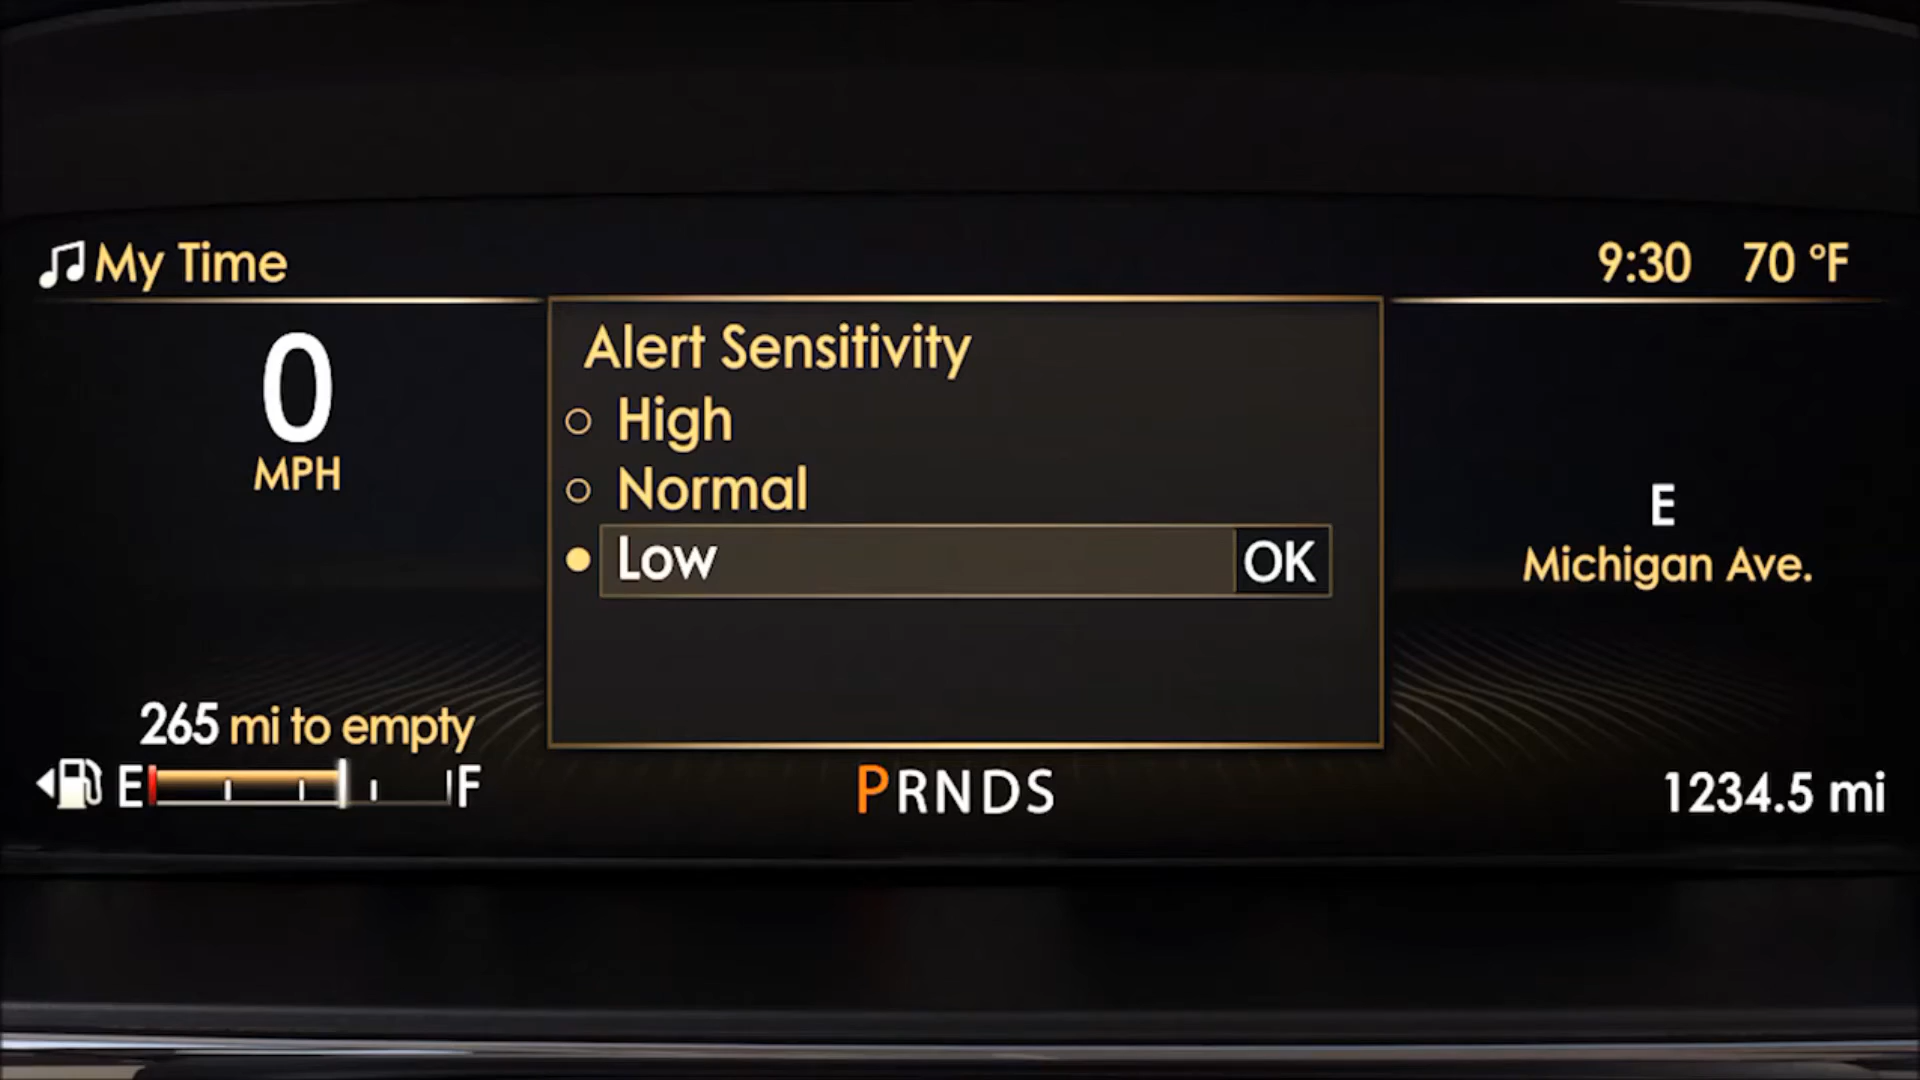 My Time
9:30 70 °F
0
MPH
Alert Sensitivity
High
Normal
Low OK
E
Michigan Ave.
265 mi to empty
E F
PRNDS
1234.5 mi